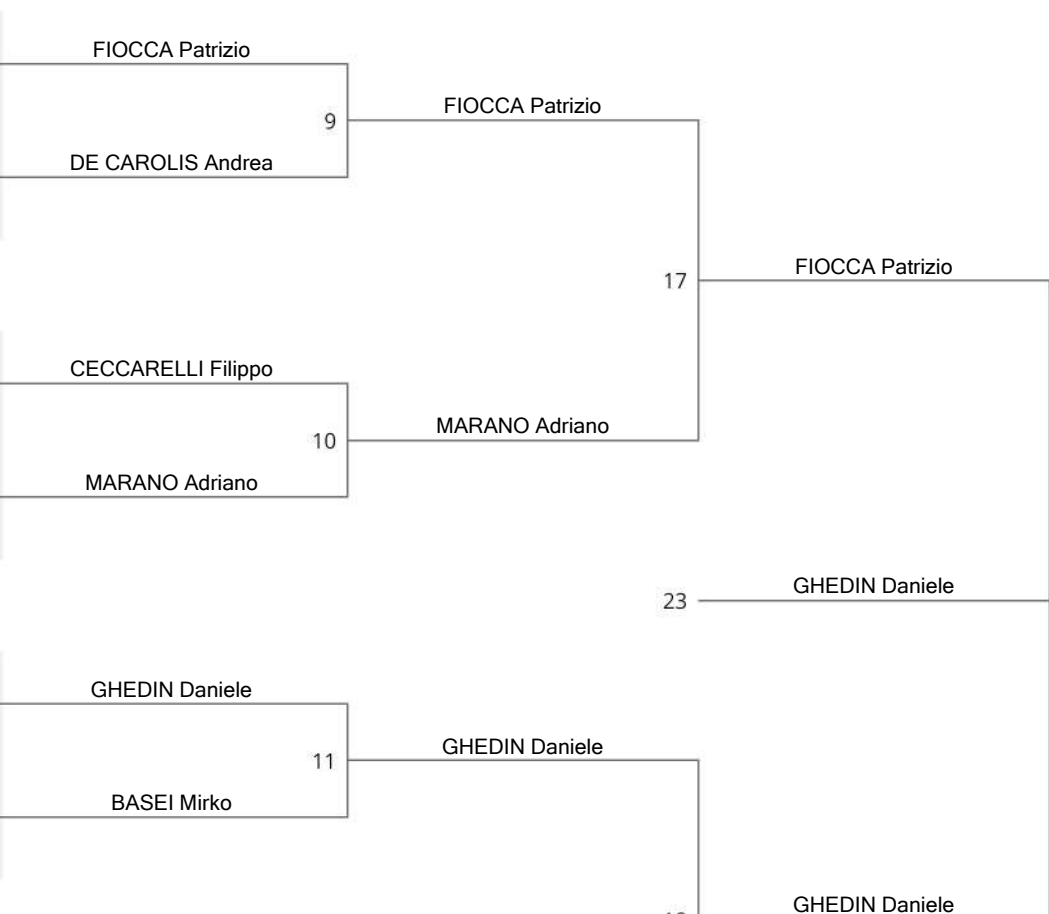 FIOCCA Patrizio
9
FIOCCA Patrizio
DE CAROLIS Andrea
17
FIOCCA Patrizio
CECCARELLI Filippo
10
MARANO Adriano
MARANO Adriano
23
GHEDIN Daniele
GHEDIN Daniele
11
GHEDIN Daniele
BASEI Mirko
GHEDIN Daniele